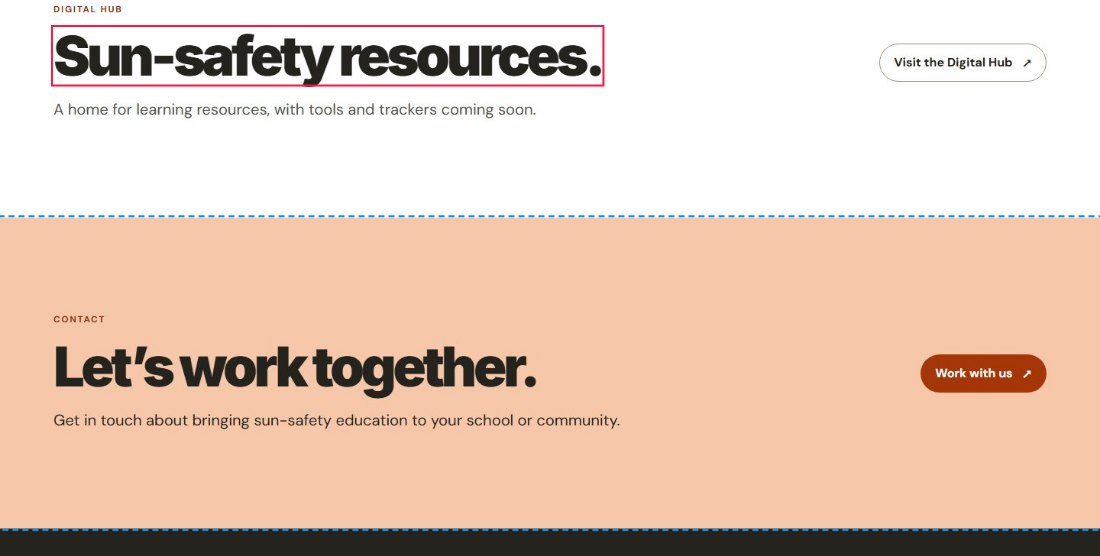 DIGITAL HUB
Sun-safety resources.
Visit the Digital Hub ↗
A home for learning resources, with tools and trackers coming soon.
CONTACT
Let’s work together.
Work with us ↗
Get in touch about bringing sun-safety education to your school or community.